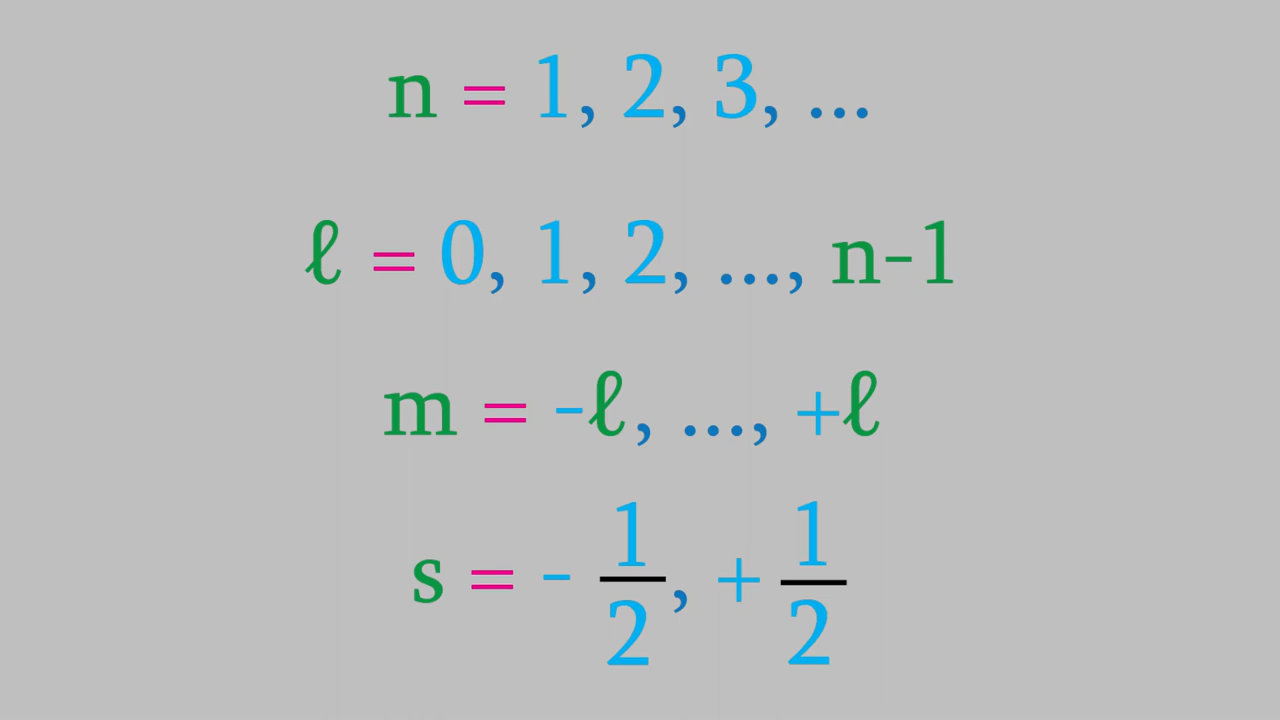 n = 1, 2, 3, ...
ℓ = 0, 1, 2, ..., n-1
m = -ℓ, ..., +ℓ
s = - 1/2, + 1/2